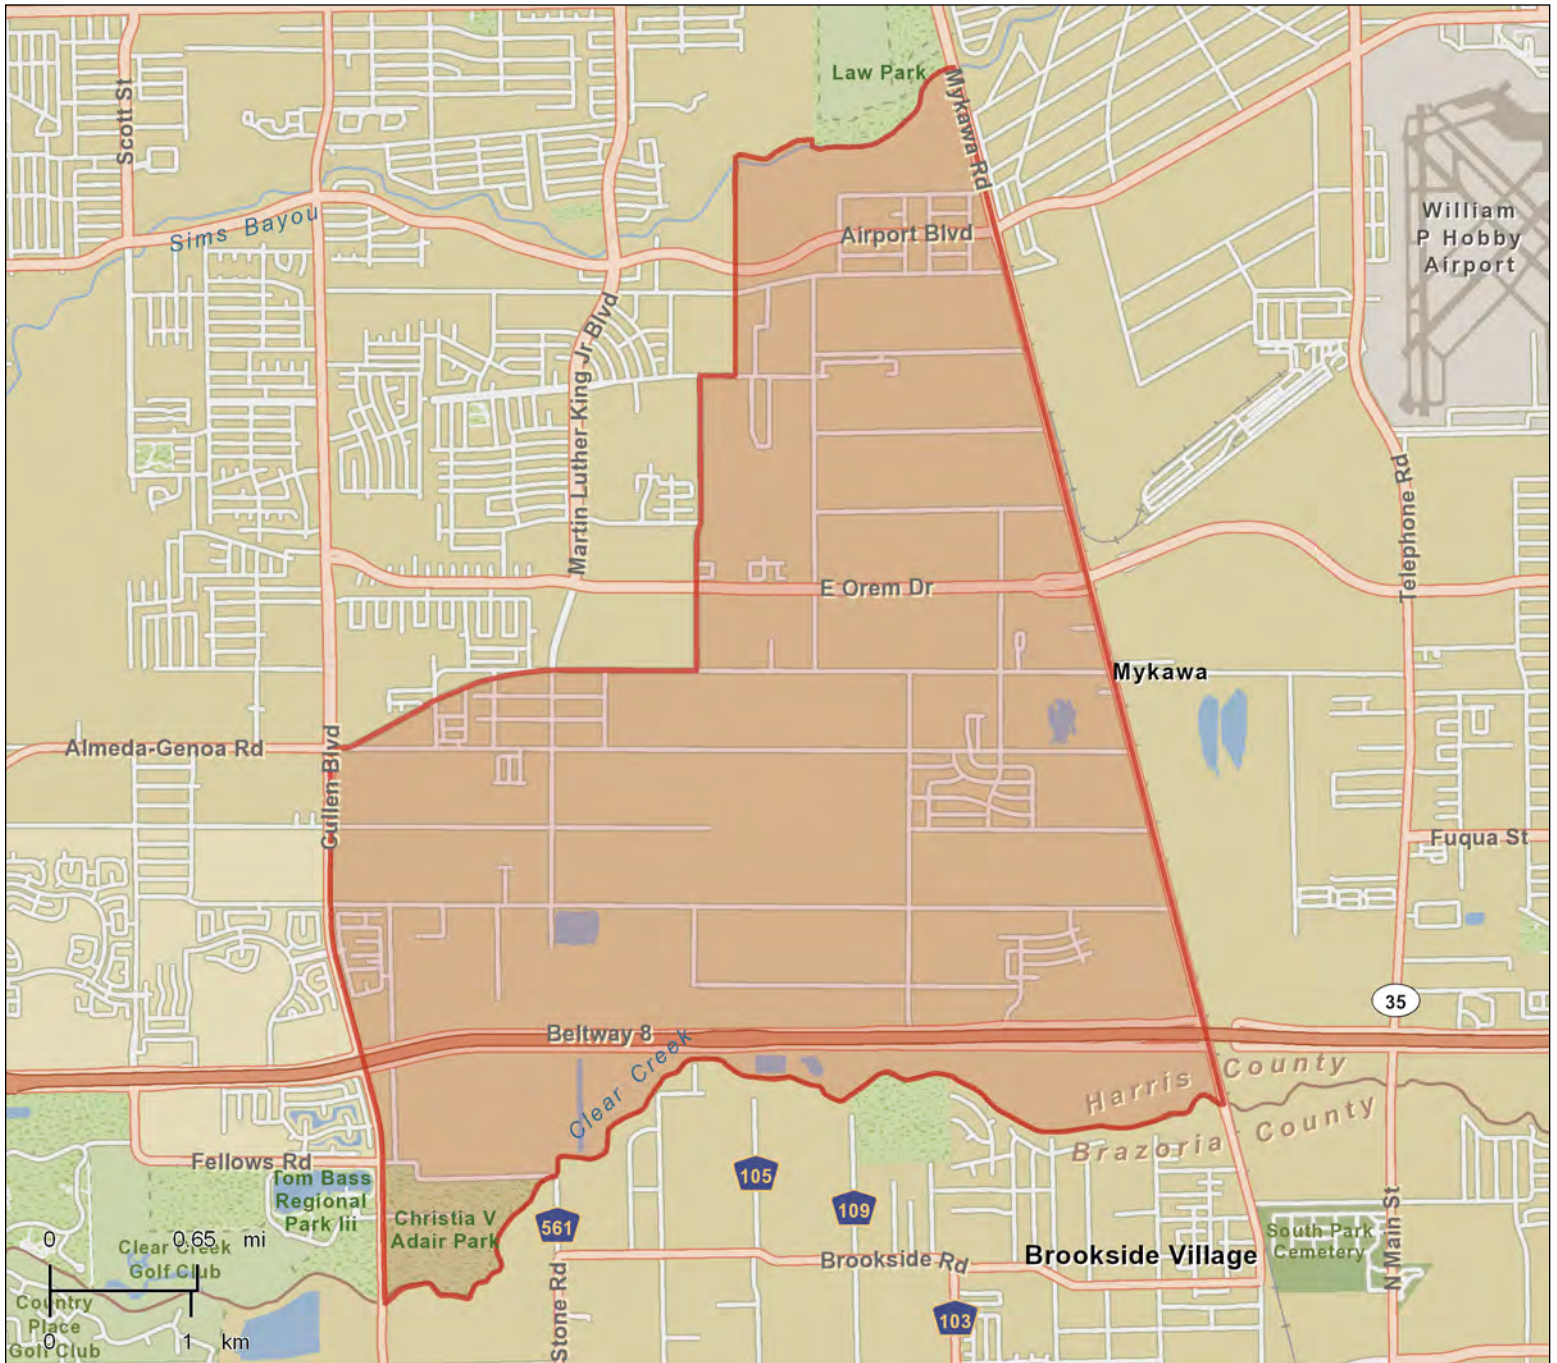 Law Park
Scott St
Mykawa Rd
William
P Hobby
Airport
Sims Bayou
Airport Blvd
Martin Luther King Jr Blvd
Telephone Rd
E Orem Dr
Mykawa
Almeda-Genoa Rd
Cullen Blvd
Fuqua St
35
Beltway 8
Clear Creek
Harris County
Brazoria County
Fellows Rd
Tom Bass
Regional
Park Iii
105
109
561
Christia V
Adair Park
0 0.65 mi
Clear Creek
Golf Club
Brookside Rd
Brookside Village
South Park
Cemetery
N Main St
Stone Rd
Country
Place
Golf Club
0 1 km
103